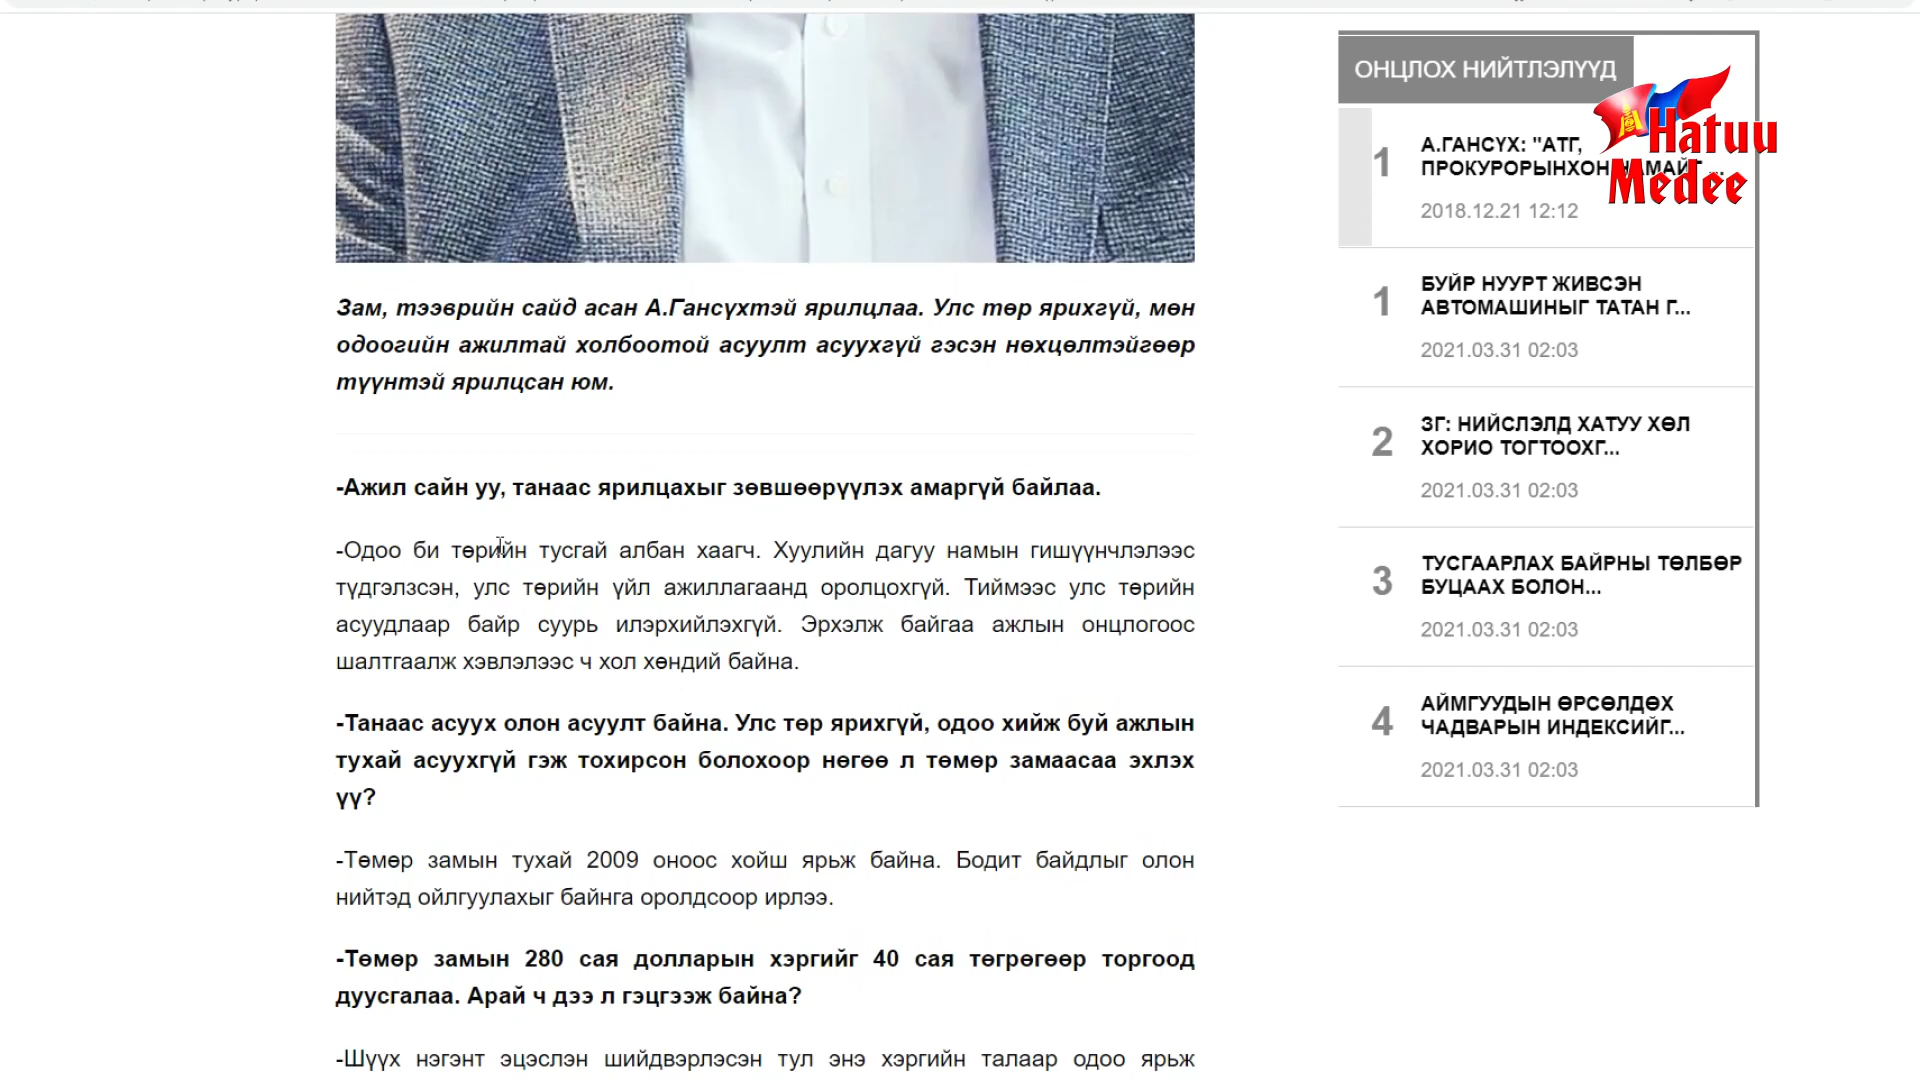 Зам, тээврийн сайд асан А.Гансүхтэй ярилцлаа. Улс төр ярихгүй, мөн
одоогийн ажилтай холбоотой асуулт асуухгүй гэсэн нөхцөлтэйгөөр
түүнтэй ярилцсан юм.
-Ажил сайн уу, танаас ярилцахыг зөвшөөрүүлэх амаргүй байлаа.
-Одоо би төрийн тусгай албан хаагч. Хуулийн дагуу намын гишүүнчлэлээс
түдгэлзсэн, улс төрийн үйл ажиллагаанд оролцохгүй. Тиймээс улс төрийн
асуудлаар байр суурь илэрхийлэхгүй. Эрхэлж байгаа ажлын онцлогоос
шалтгаалж хэвлэлээс ч хол хөндий байна.
-Танаас асуух олон асуулт байна. Улс төр ярихгүй, одоо хийж буй ажлын
тухай асуухгүй гэж тохирсон болохоор нөгөө л төмөр замаасаа эхлэх
үү?
-Төмөр замын тухай 2009 оноос хойш ярьж байна. Бодит байдлыг олон
нийтэд ойлгуулахыг байнга оролдсоор ирлээ.
-Төмөр замын 280 сая долларын хэргийг 40 сая төгрөгөөр торгоод
дуусгалаа. Арай ч дээ л гэцгээж байна?
-Шүүх нэгэнт эцэслэн шийдвэрлэсэн тул энэ хэргийн талаар одоо ярьж
ОНЦЛОХ НИЙТЛЭЛҮҮД
Hatuu
Medee
1
А.ГАНСҮХ: "АТГ,
ПРОКУРОРЫНХОН НАМАЙГ ...
2018.12.21 12:12
1
БУЙР НУУРТ ЖИВСЭН
АВТОМАШИНЫГ ТАТАН Г...
2021.03.31 02:03
2
ЗГ: НИЙСЛЭЛД ХАТУУ ХӨЛ
ХОРИО ТОГТООХГ...
2021.03.31 02:03
3
ТУСГААРЛАХ БАЙРНЫ ТӨЛБӨР
БУЦААХ БОЛОН...
2021.03.31 02:03
4
АЙМГУУДЫН ӨРСӨЛДӨХ
ЧАДВАРЫН ИНДЕКСИЙГ...
2021.03.31 02:03